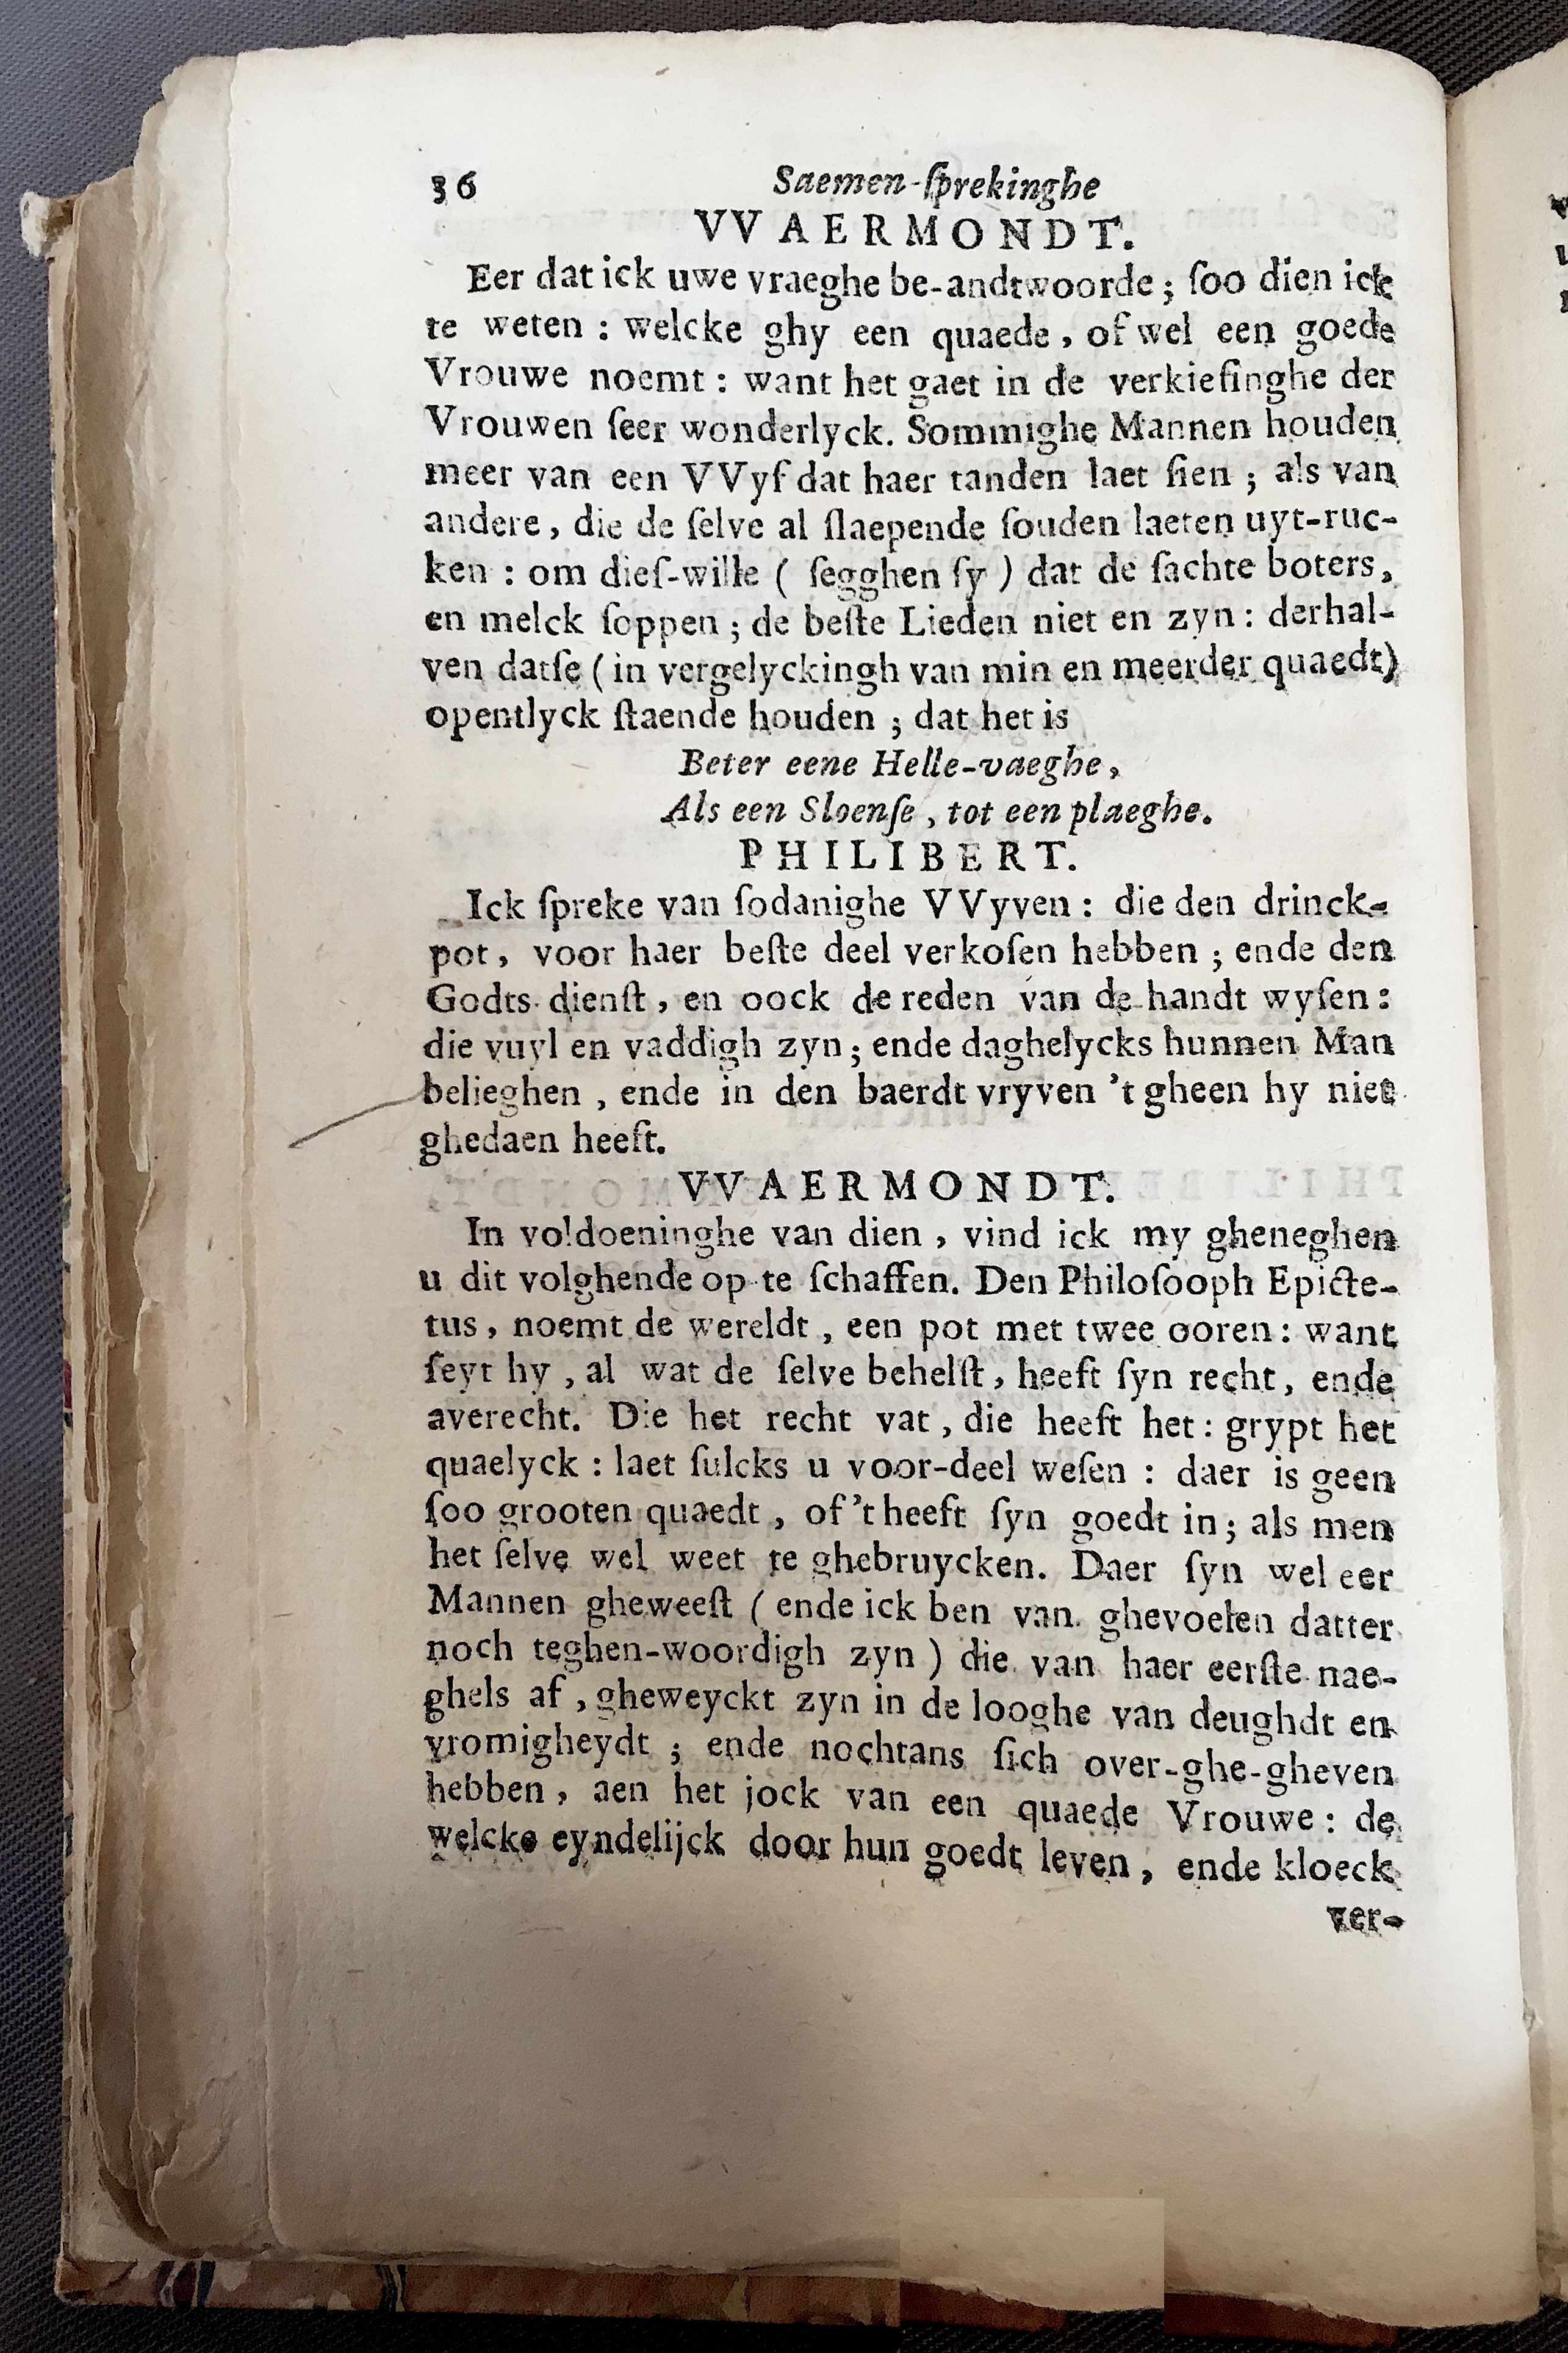 36 Saemen-ſprekinghe
VVAERMONDT.
Eer dat ick uwe vraeghe be-andtwoorde; ſoo dien ick
te weten : welcke ghy een quaede, of wel een goede
Vrouwe noemt : want het gaet in de verkieſinghe der
Vrouwen ſeer wonderlyck. Sommighe Mannen houden
meer van een VVyf dat haer tanden laet ſien ; als van
andere, die de ſelve al ſlaepende ſouden laeten uyt-ruc-
ken : om dieſ-wille ( ſegghen ſy ) dat de ſachte boters,
en melck ſoppen ; de beſte Lieden niet en zyn : derhal-
ven datſe ( in vergelyckingh van min en meerder quaedt)
opentlyck ſtaende houden ; dat het is
Beter eene Helle-vaeghe,
Als een Sloenſe, tot een plaeghe.
PHILIBERT.
Ick ſpreke van ſodanighe VVyven : die den drinck-
pot, voor haer beſte deel verkoſen hebben ; ende den
Godts dienſt, en oock de reden van de handt wyſen :
die vuyl en vaddigh zyn ; ende daghelycks hunnen Man
belieghen, ende in den baerdt vryven 't gheen hy niet
ghedaen heeft.
VVAERMONDT.
In voldoeninghe van dien, vind ick my gheneghen
u dit volghende op te ſchaffen. Den Philoſooph Epicte-
tus, noemt de wereldt, een pot met twee ooren : want
ſeyt hy, al wat de ſelve behelſt, heeft ſyn recht, ende
averecht. Die het recht vat, die heeft het : grypt het
quaelyck : laet ſulcks u voor-deel weſen : daer is geen
ſoo grooten quaedt, of 't heeft ſyn goedt in ; als men
het ſelve wel weet te ghebruycken. Daer ſyn wel eer
Mannen gheweeſt ( ende ick ben van ghevoelen datter
noch teghen-woordigh zyn ) die van haer eerſte nae-
ghels af, gheweyckt zyn in de looghe van deughdt en
vromigheydt ; ende nochtans ſich over-ghe-gheven
hebben, aen het jock van een quaede Vrouwe : de
welcke eyndelijck door hun goedt leven, ende kloeck
ver-